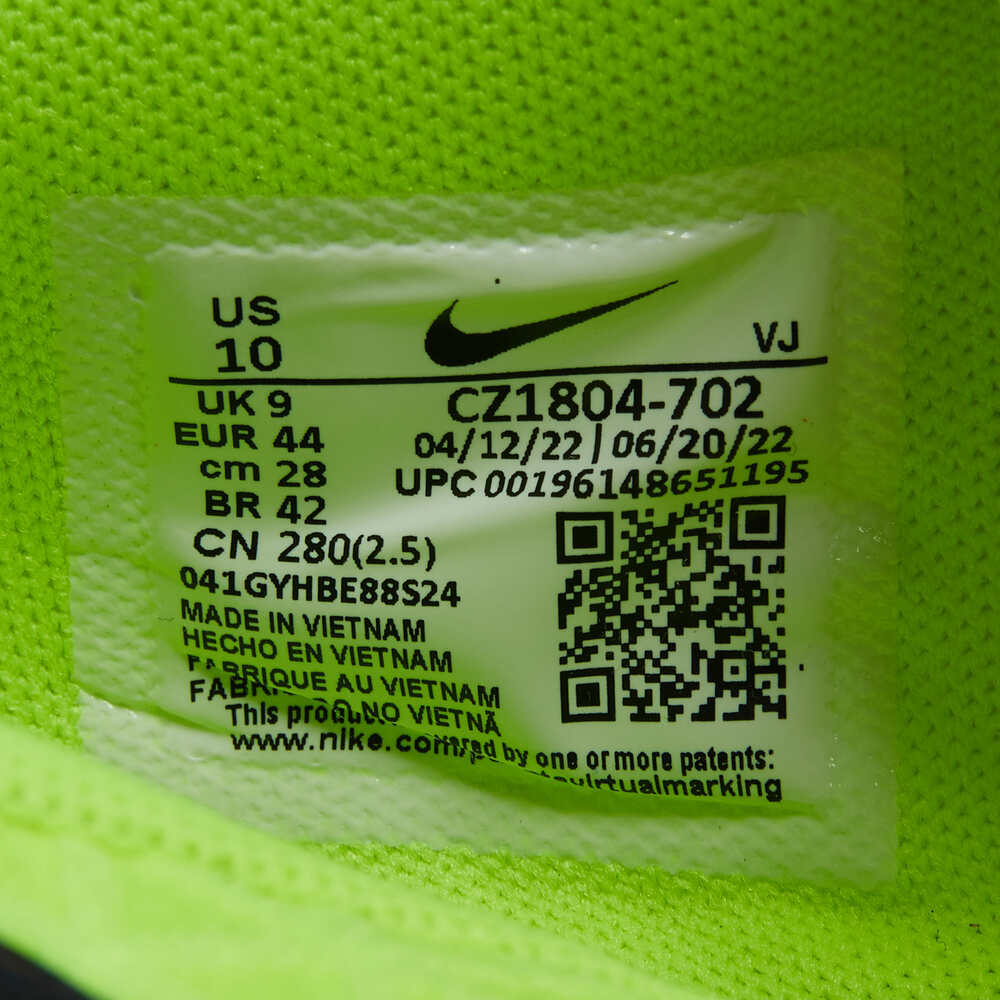 US
10
VJ
UK 9
EUR 44
cm 28
BR 42
CN 280(2.5)
041GYHBE88S24
CZ1804-702
04/12/22 | 06/20/22
UPC 00196148651195
MADE IN VIETNAM
HECHO EN VIETNAM
FABRIQUE AU VIETNAM
NO VIETNÃ
This by one or more patents:
www.nike.com